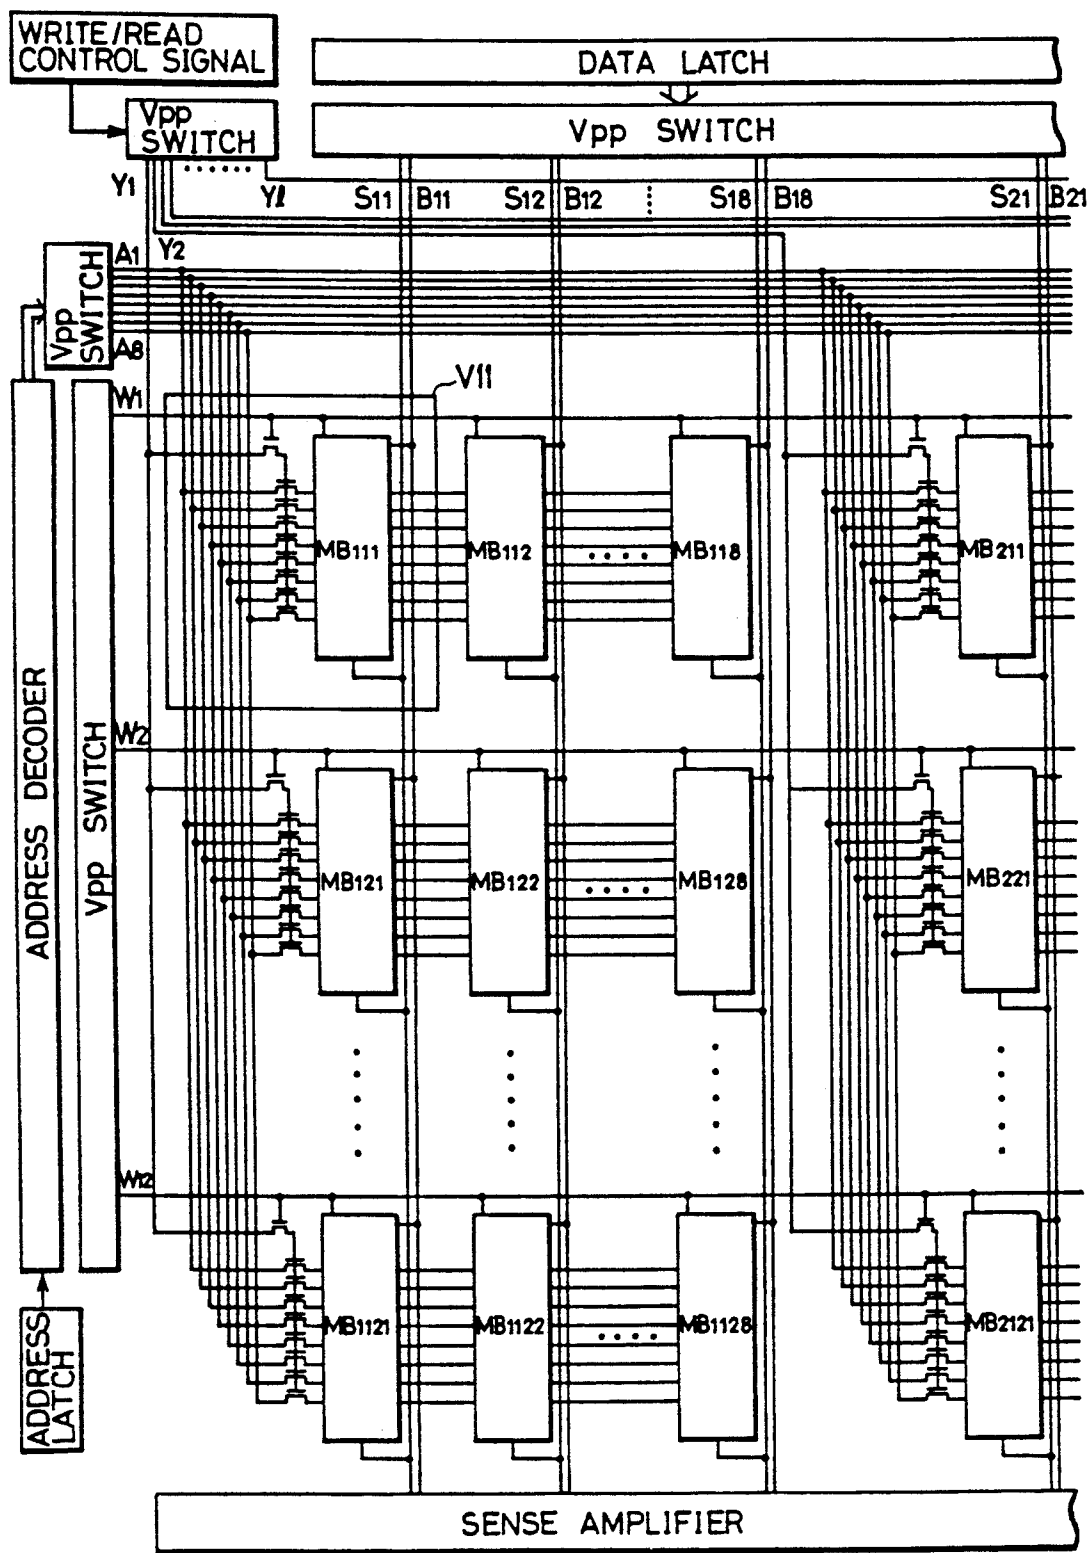 WRITE/READ
CONTROL SIGNAL
DATA LATCH
Vpp
SWITCH
Vpp SWITCH
Y1
Yℓ
S11
B11
S12
B12
S18
B18
S21
B21
Y2
A1
Vpp
SWITCH
A8
V11
W1
MB111
MB112
MB118
MB211
W2
ADDRESS DECODER
Vpp SWITCH
MB121
MB122
MB128
MB221
W12
MB1121
MB1122
MB1128
MB2121
ADDRESS
LATCH
SENSE AMPLIFIER